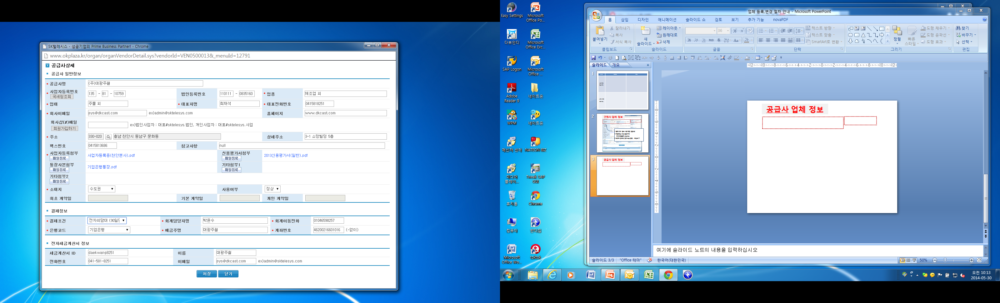 SK텔레시스 - 성공기업의 Prime Business Partner! - Chrome
www.okplaza.kr/organ/organVendorDetail.sys?vendorId=VEN0500013&_menuId=12791
공급사상세
공급사 일반정보
* 공급사명 (주)대광주철
* 사업자등록번호 135 - 81 - 10759 법인등록번호 110111 - 0835160 * 업종 제조업 외
국세청조회
* 업태 주물 외 * 대표자명 최재석 * 대표전화번호 0415818251
* 회사이메일 pys@dkcast.com ex)admin@sktelesys.com 홈페이지 www.dkcast.com
회사샵(#)메일 ex)법인사업자 : 대표#sktelesys.법인, 개인사업자 : 대표#sktelesys.사업
회원가입하기
* 주소 330-020 충남 천안시 동남구 문화동 상세주소 3-1 소망빌딩 5층
팩스번호 0415813686 참고사항 null
* 사업자등록첨부 사업자등록증(천안본사).pdf 신용평가서첨부 2013신용평가서(일반).pdf
파일등록 파일등록
통장사본첨부 기업은행통장.pdf 기타첨부1
파일등록 파일등록
기타첨부2
파일등록
* 소재지 수도권 사용여부 정상
최초 계약일 기본 계약일 개인 계약일
결제정보
* 결제조건 전자외담대 (90일 * 회계담당자명 박윤수 * 회계이동전화 01046598257
* 은행코드 기업은행 * 예금주명 대광주철 * 계좌번호 46200216601016 (-없이)
전자세금계산서 정보
세금계산서 ID daekwang8251 이름 대광주철
전화번호 041-581-8251 이메일 pys@dkcast.com ex)admin@sktelesys.com
저장 닫기
Easy Settings
Microsoft Office Po...
다뷰인디
Microsoft Office Exc...
SAP Logon
Microsoft Office ...
Adobe Reader 9
네이트온
WPM
네이트온
메신저 센터
NATEON BIZ
미디어 플레이...
Tweak SAP GUI
휴지통
Chrome
컴퓨터
반디집
Microsoft Office Wo...
toktok
업체 등록,변경 절차 안내 - Microsoft PowerPoint
홈 삽입 디자인 애니메이션 슬라이드 쇼 검토 보기 추가 기능 novaPDF
붙여넣기 잘라내기 복사 서식 복사
클립보드
새 슬라이드 레이아웃 원래대로 삭제
슬라이드
36
글꼴
텍스트 방향 텍스트 맞춤 SmartArt로 변환
단락
정렬 빠른 스타일 도형 채우기 도형 윤곽선 도형 효과
그리기
찾기 바꾸기 선택
편집
슬라이드 개요
1
2
구매사 업체 정보
3
공급사 업체 정보
공급사 업체 정보
여기에 슬라이드 노트의 내용을 입력하십시오
슬라이드 3/3 "Office 테마" 한국어(대한민국) 50%
오전 10:13
2014-05-30